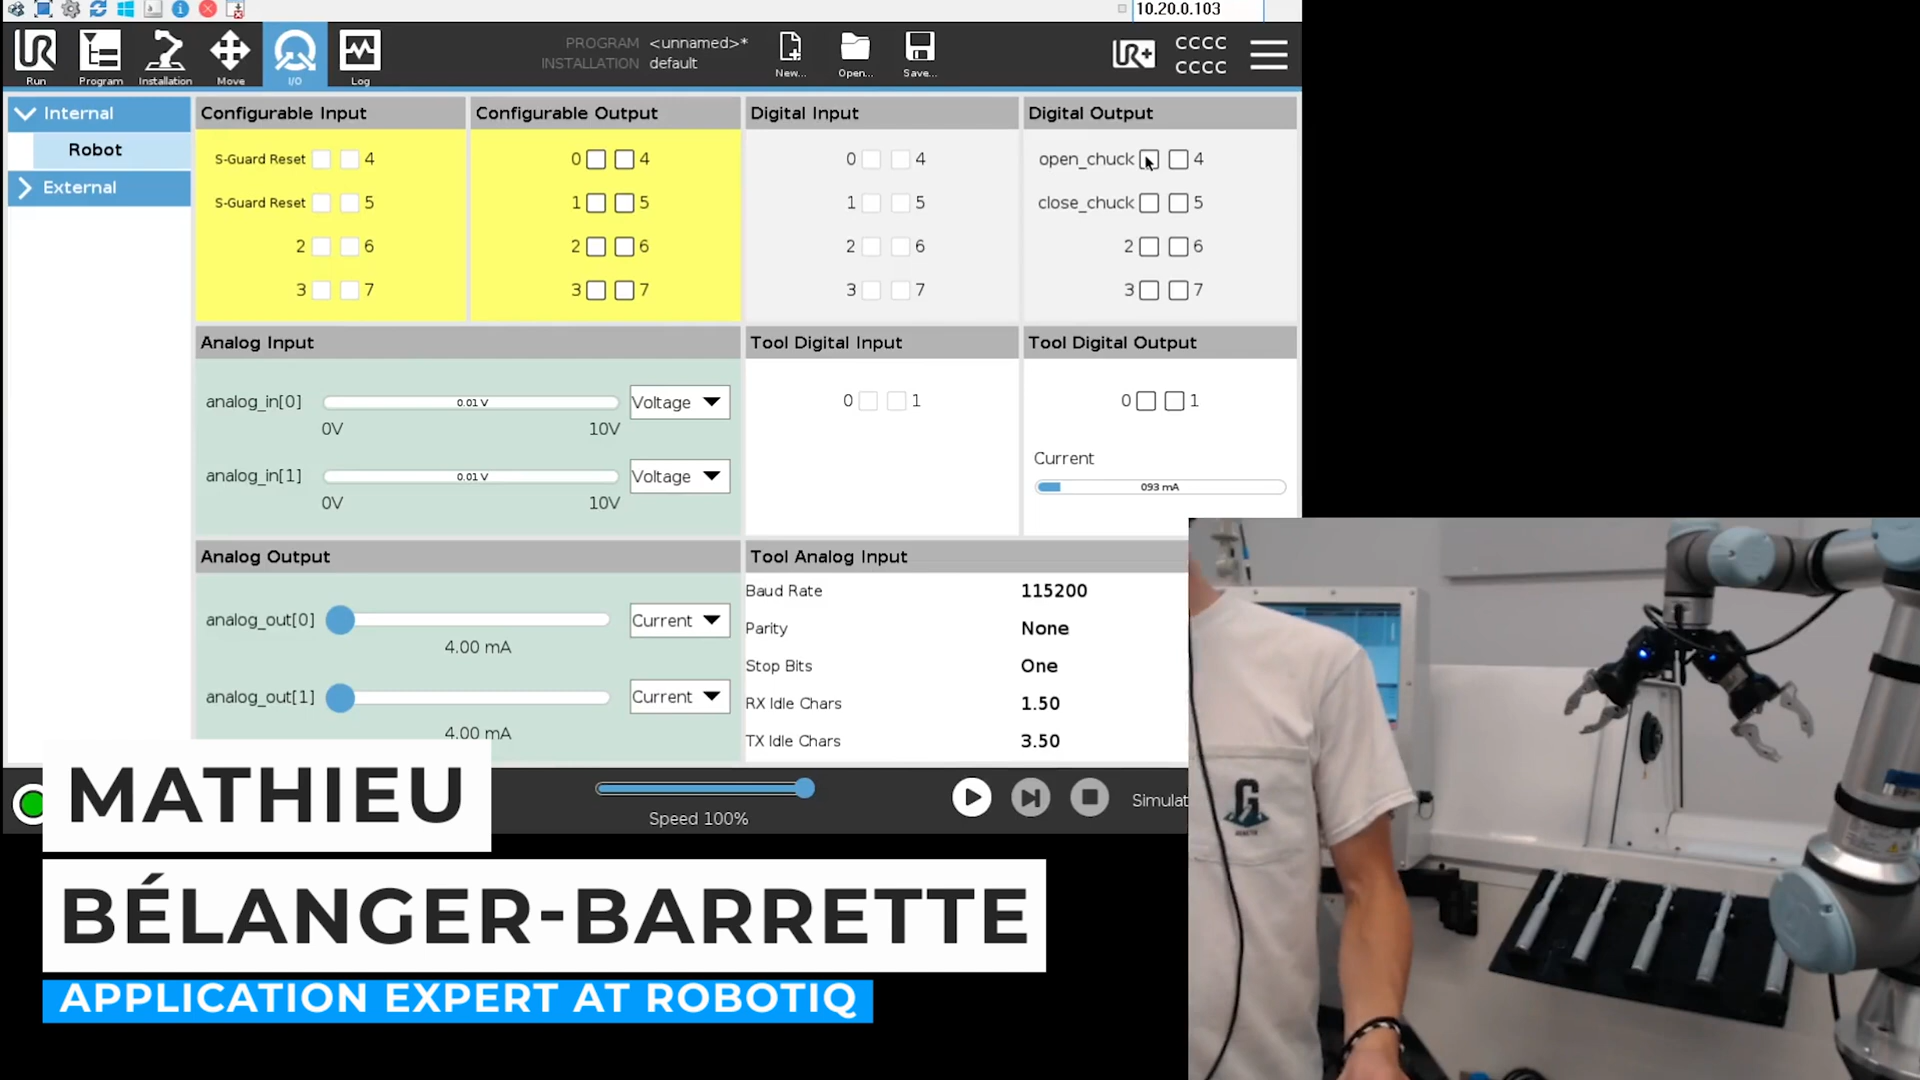 10.20.0.103
Run
Program
Installation
Move
I/O
Log
PROGRAM <unnamed>*
INSTALLATION default
New...
Open...
Save...
UR+
CCCC
CCCC
Internal
Robot
External
Configurable Input
S-Guard Reset 4
S-Guard Reset 5
2 6
3 7
Configurable Output
0 4
1 5
2 6
3 7
Digital Input
0 4
1 5
2 6
3 7
Digital Output
open_chuck 4
close_chuck 5
2 6
3 7
Analog Input
analog_in[0] 0.01 V Voltage
0V 10V
analog_in[1] 0.01 V Voltage
0V 10V
Tool Digital Input
0 1
Tool Digital Output
0 1
Current
093 mA
Analog Output
analog_out[0] Current
4.00 mA
analog_out[1] Current
4.00 mA
Tool Analog Input
Baud Rate 115200
Parity None
Stop Bits One
RX Idle Chars 1.50
TX Idle Chars 3.50
Speed 100%
Simulat
MATHIEU
BÉLANGER-BARRETTE
APPLICATION EXPERT AT ROBOTIQ
G